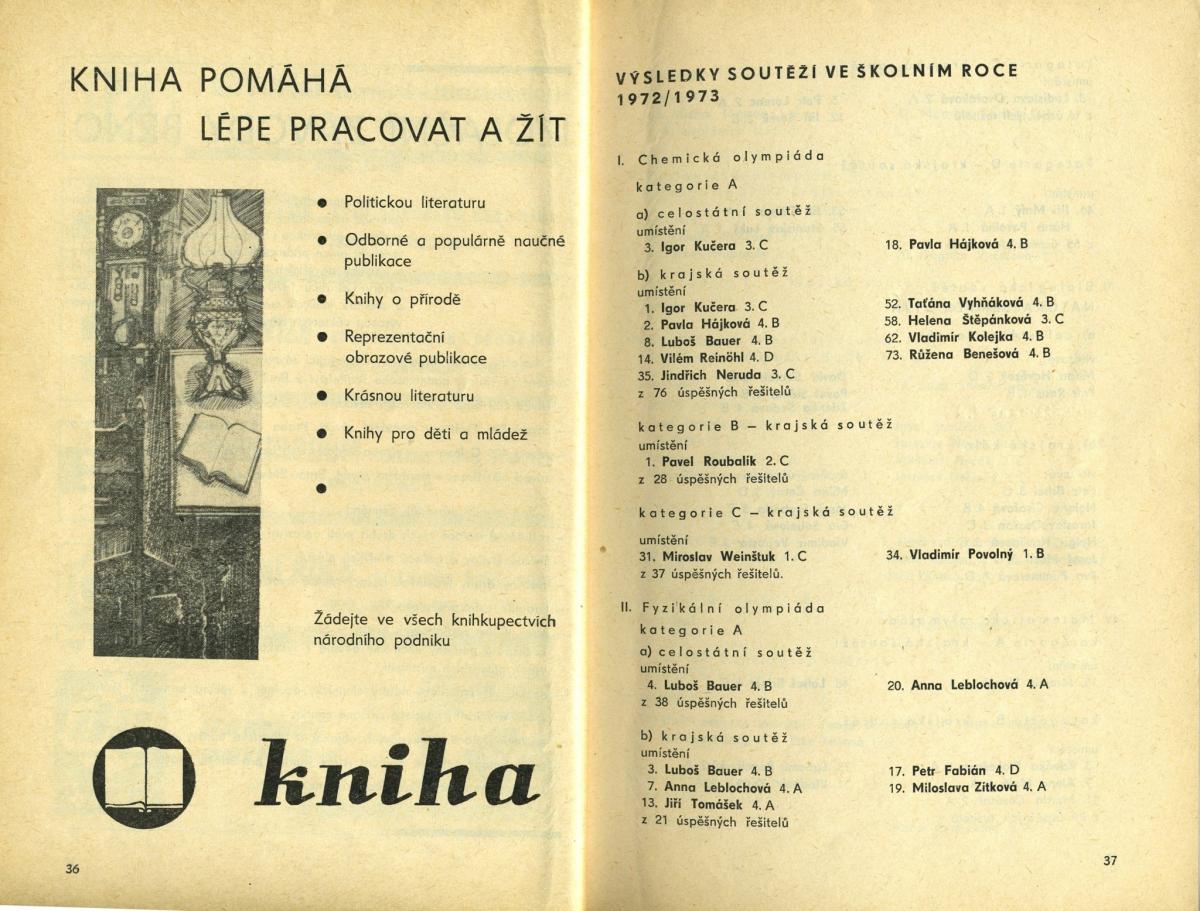 KNIHA POMÁHÁ
LÉPE PRACOVAT A ŽÍT
● Politickou literaturu
● Odborné a populárně naučné
publikace
● Knihy o přírodě
● Reprezentační
obrazové publikace
● Krásnou literaturu
● Knihy pro děti a mládež
●
Žádejte ve všech knihkupectvích
národního podniku
kniha
36
VÝSLEDKY SOUTĚŽÍ VE ŠKOLNÍM ROCE
1972/1973
I. Chemická olympiáda
kategorie A
a) celostátní soutěž
umístění
3. Igor Kučera 3. C
18. Pavla Hájková 4. B
b) krajská soutěž
umístění
1. Igor Kučera 3. C
2. Pavla Hájková 4. B
8. Luboš Bauer 4. B
14. Vilém Reinöhl 4. D
35. Jindřich Neruda 3. C
z 76 úspěšných řešitelů
52. Taťána Vyhňáková 4. B
58. Helena Štěpánková 3. C
62. Vladimír Kolejka 4. B
73. Růžena Benešová 4. B
kategorie B — krajská soutěž
umístění
1. Pavel Roubalík 2. C
z 28 úspěšných řešitelů
kategorie C — krajská soutěž
umístění
31. Miroslav Weinštuk 1. C
34. Vladimír Povolný 1. B
z 37 úspěšných řešitelů.
II. Fyzikální olympiáda
kategorie A
a) celostátní soutěž
umístění
4. Luboš Bauer 4. B
20. Anna Leblochová 4. A
z 38 úspěšných řešitelů
b) krajská soutěž
umístění
3. Luboš Bauer 4. B
7. Anna Leblochová 4. A
13. Jiří Tomášek 4. A
z 21 úspěšných řešitelů
17. Petr Fabián 4. D
19. Miloslava Zítková 4. A
37